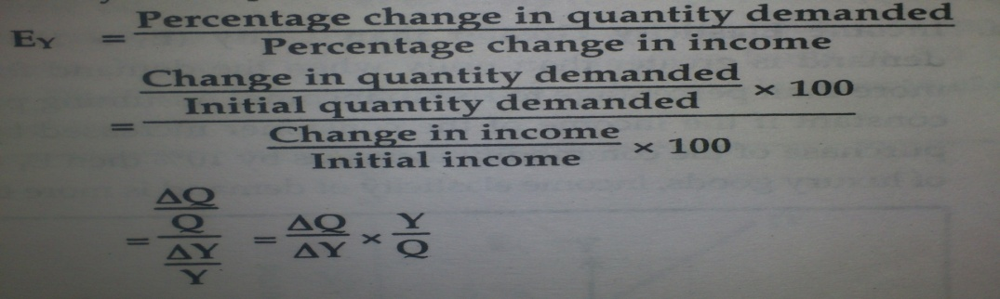 Eʏ = Percentage change in quantity demanded
Percentage change in income
Change in quantity demanded
Initial quantity demanded × 100
=
Change in income
Initial income × 100
= ΔQ/Q / ΔY/Y = ΔQ/ΔY × Y/Q